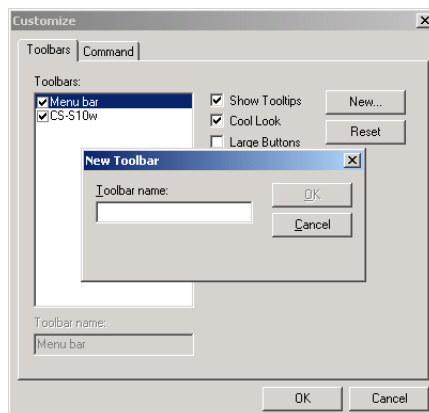 Customize
Toolbars Command
Toolbars:
Menu bar
CS-S10w
Show Tooltips
Cool Look
Large Buttons
New...
Reset
New Toolbar
Toolbar name:
OK
Cancel
Toolbar name:
Menu bar
OK Cancel